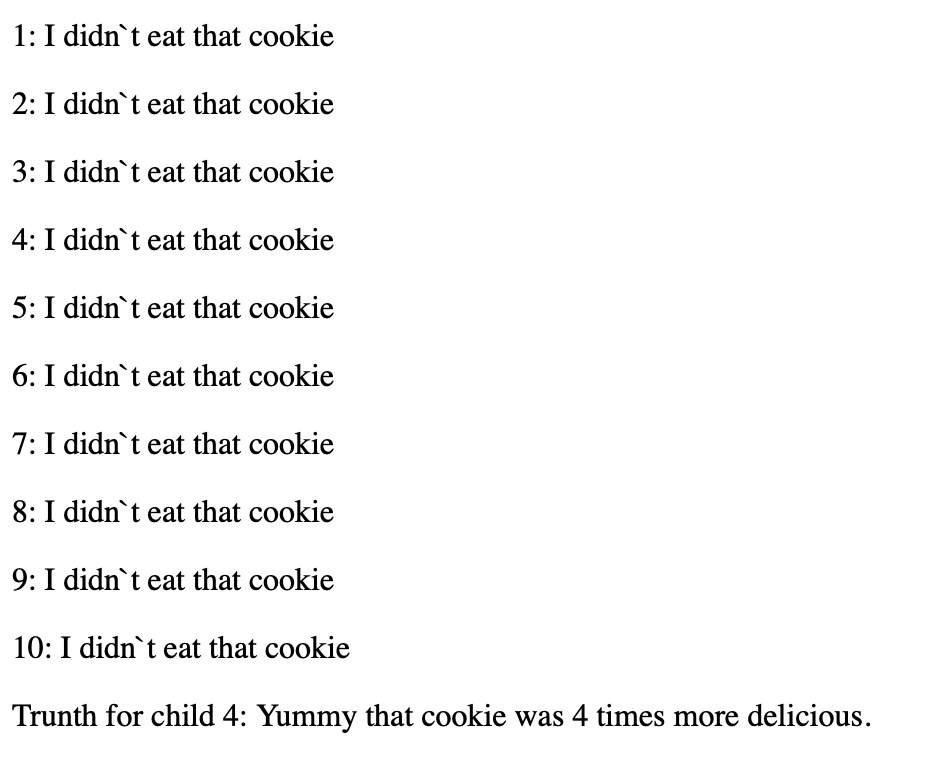 1: I didn`t eat that cookie
2: I didn`t eat that cookie
3: I didn`t eat that cookie
4: I didn`t eat that cookie
5: I didn`t eat that cookie
6: I didn`t eat that cookie
7: I didn`t eat that cookie
8: I didn`t eat that cookie
9: I didn`t eat that cookie
10: I didn`t eat that cookie
Trunth for child 4: Yummy that cookie was 4 times more delicious.